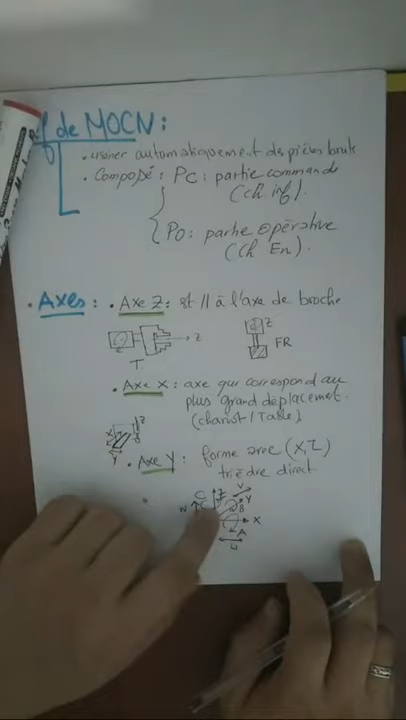 de MOCN :
• usiner automatiquement des pièces brute
• Composé : PC : partie commande
(ch inf).
PO : partie opérative
(Ch En).
• Axes : • Axe Z : est // à l'axe de broche
Z
Z
T
FR
• Axe X : axe qui correspond au
plus grand déplacement.
(chariot / Table)
Z
X
Y
• Axe Y : forme avec (X, Z)
trièdre direct
C Z V
W Y
B
X
A
U